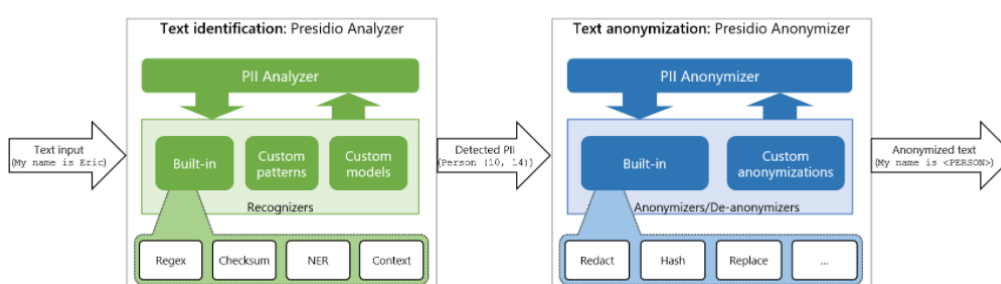 Text identification: Presidio Analyzer
PII Analyzer
Text input
(My name is Eric)
Built-in
Custom
patterns
Custom
models
Recognizers
Regex
Checksum
NER
Context
Detected PII
(Person (10, 14))
Text anonymization: Presidio Anonymizer
PII Anonymizer
Built-in
Custom
anonymizations
Anonymizers/De-anonymizers
Redact
Hash
Replace
...
Anonymized text
(My name is <PERSON>)